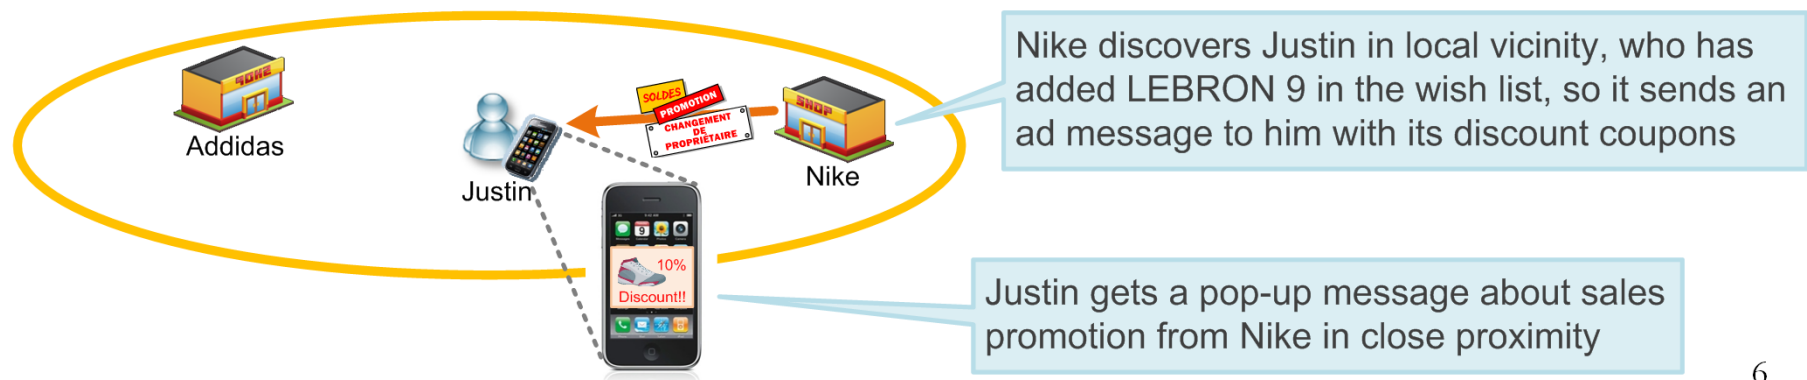 Nike discovers Justin in local vicinity, who has
added LEBRON 9 in the wish list, so it sends an
ad message to him with its discount coupons
Addidas
Justin
SOLDES
PROMOTION
CHANGEMENT
DE
PROPRIÉTAIRE
SHOP
Nike
10%
Discount!!
Justin gets a pop-up message about sales
promotion from Nike in close proximity
6